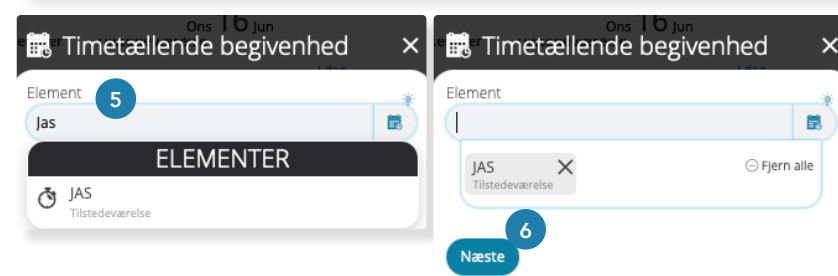 Ons 16 Jun
Timetællende begivenhed
Element
5
Jas
ELEMENTER
JAS
Tilstedeværelse
Ons 16 Jun
Timetællende begivenhed
Element
JAS
Tilstedeværelse
Fjern alle
6
Næste